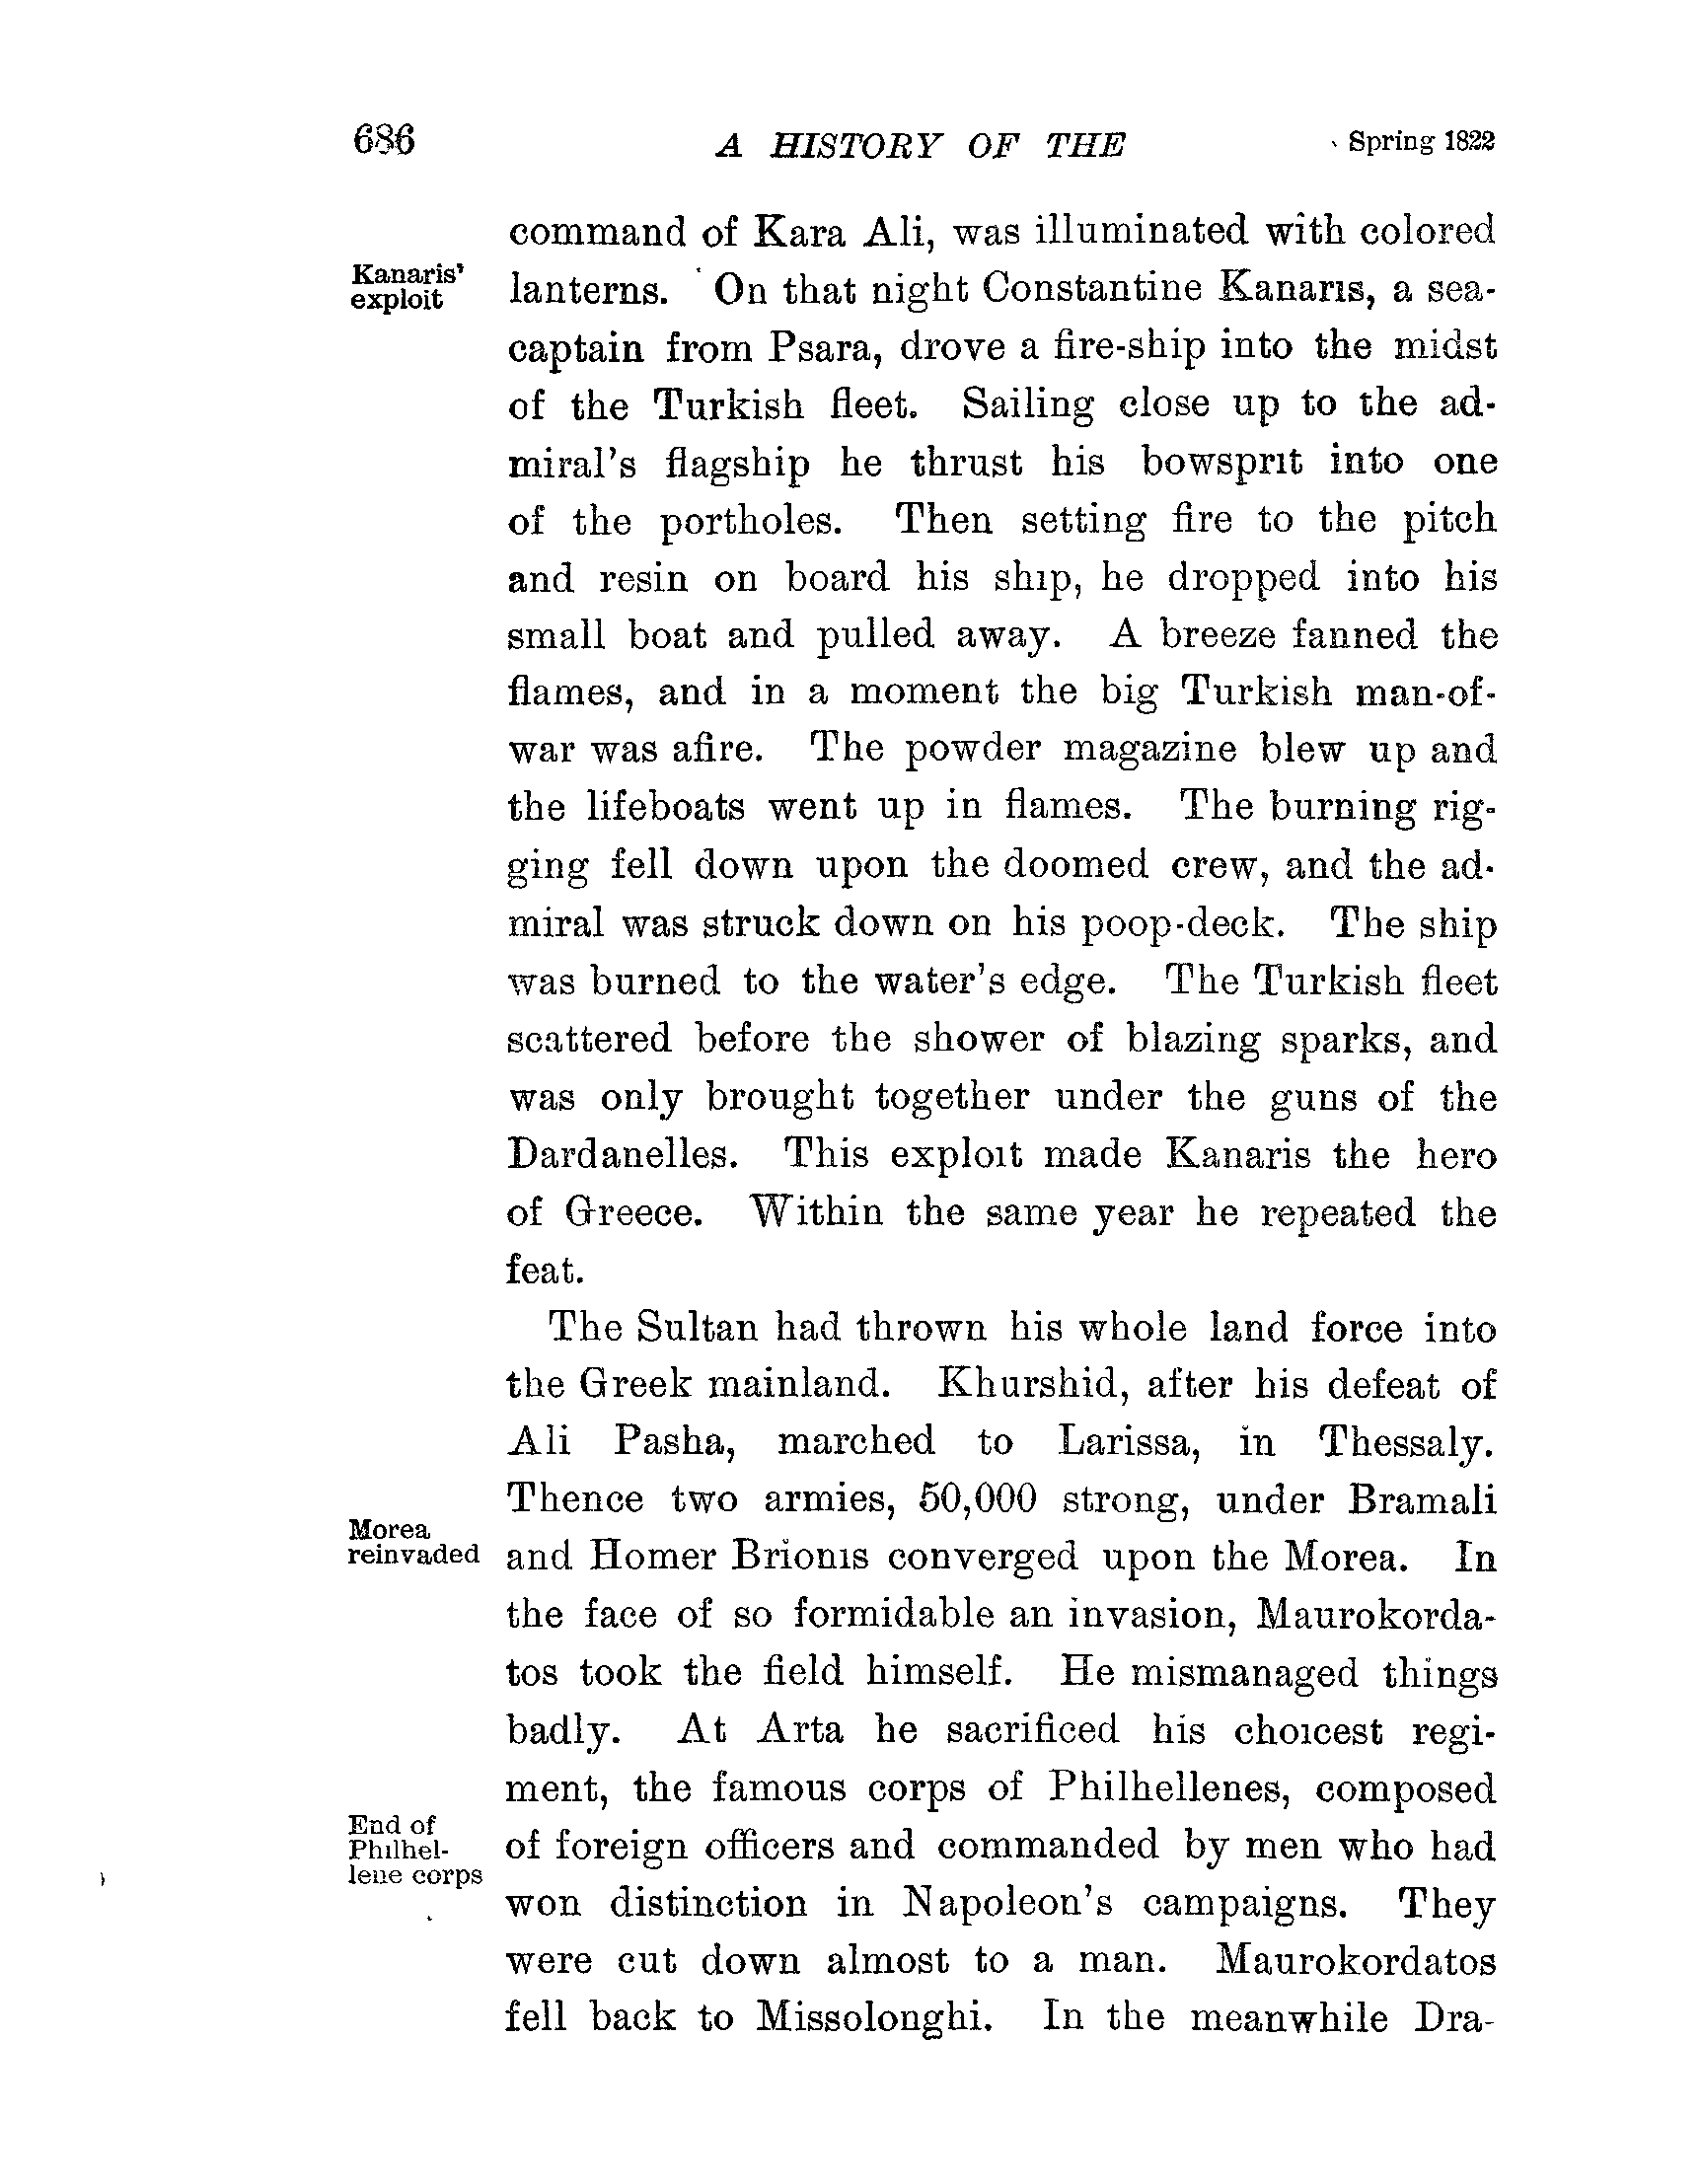 686 A HISTORY OF THE Spring 1822
command of Kara Ali, was illuminated with colored
Kanaris'
exploit
lanterns. On that night Constantine Kanaris, a sea-
captain from Psara, drove a fire-ship into the midst
of the Turkish fleet. Sailing close up to the ad-
miral's flagship he thrust his bowsprit into one
of the portholes. Then setting fire to the pitch
and resin on board his ship, he dropped into his
small boat and pulled away. A breeze fanned the
flames, and in a moment the big Turkish man-of-
war was afire. The powder magazine blew up and
the lifeboats went up in flames. The burning rig-
ging fell down upon the doomed crew, and the ad-
miral was struck down on his poop-deck. The ship
was burned to the water's edge. The Turkish fleet
scattered before the shower of blazing sparks, and
was only brought together under the guns of the
Dardanelles. This exploit made Kanaris the hero
of Greece. Within the same year he repeated the
feat.
The Sultan had thrown his whole land force into
the Greek mainland. Khurshid, after his defeat of
Ali Pasha, marched to Larissa, in Thessaly.
Thence two armies, 50,000 strong, under Bramali
Morea
reinvaded
and Homer Brionis converged upon the Morea. In
the face of so formidable an invasion, Maurokorda-
tos took the field himself. He mismanaged things
badly. At Arta he sacrificed his choicest regi-
ment, the famous corps of Philhellenes, composed
End of
Philhel-
lene corps
of foreign officers and commanded by men who had
won distinction in Napoleon's campaigns. They
were cut down almost to a man. Maurokordatos
fell back to Missolonghi. In the meanwhile Dra-